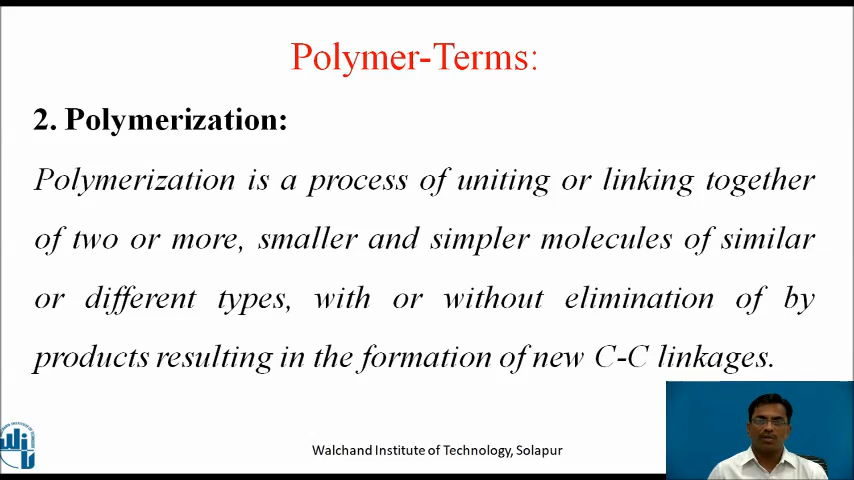 Polymer-Terms:
2. Polymerization:
Polymerization is a process of uniting or linking together
of two or more, smaller and simpler molecules of similar
or different types, with or without elimination of by
products resulting in the formation of new C-C linkages.
Walchand Institute of Technology, Solapur